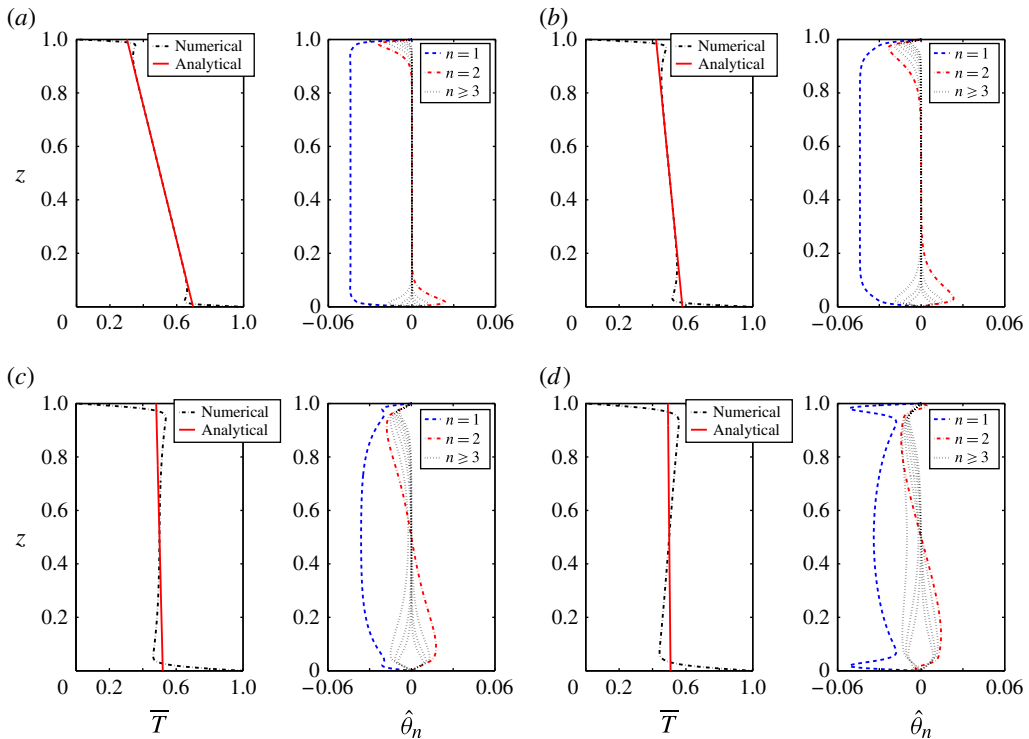 (a) (b)
1.0 Numerical 1.0 n = 1 1.0 Numerical 1.0 n = 1
Analytical n = 2 Analytical n = 2
0.8 0.8 n ⩾ 3 0.8 0.8 n ⩾ 3
0.6 0.6 0.6 0.6
z
0.4 0.4 0.4 0.4
0.2 0.2 0.2 0.2
0 0
0 0.2 0.6 1.0 −0.06 0 0.06 0 0.2 0.6 1.0 −0.06 0 0.06
(c) (d)
1.0 Numerical 1.0 n = 1 1.0 Numerical 1.0 n = 1
Analytical n = 2 Analytical n = 2
0.8 0.8 n ⩾ 3 0.8 0.8 n ⩾ 3
0.6 0.6 0.6 0.6
z
0.4 0.4 0.4 0.4
0.2 0.2 0.2 0.2
0 0
0 0.2 0.6 1.0 −0.06 0 0.06 0 0.2 0.6 1.0 −0.06 0 0.06
T̅ θ̂ₙ T̅ θ̂ₙ